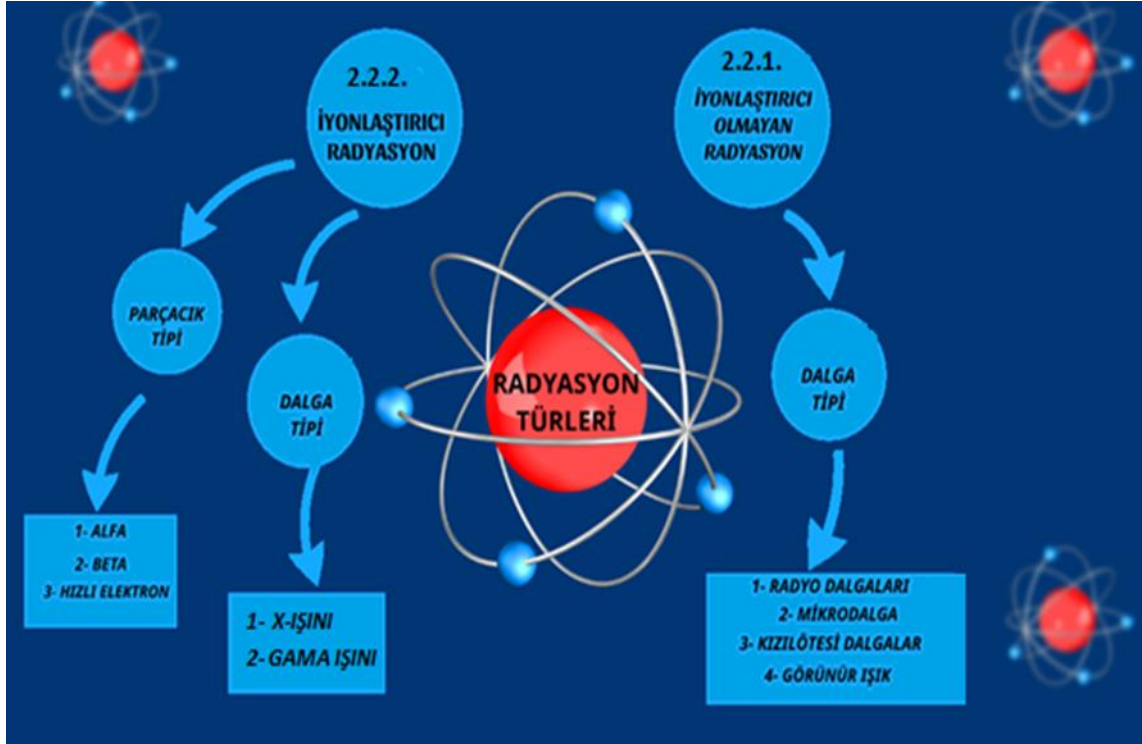 2.2.2.
İYONLAŞTIRICI
RADYASYON
2.2.1.
İYONLAŞTIRICI
OLMAYAN
RADYASYON
PARÇACIK
TİPİ
DALGA
TİPİ
RADYASYON
TÜRLERİ
DALGA
TİPİ
1- ALFA
2- BETA
3- HIZLI ELEKTRON
1- X-IŞINI
2- GAMA IŞINI
1- RADYO DALGALARI
2- MİKRODALGA
3- KIZILÖTESİ DALGALAR
4- GÖRÜNÜR IŞIK